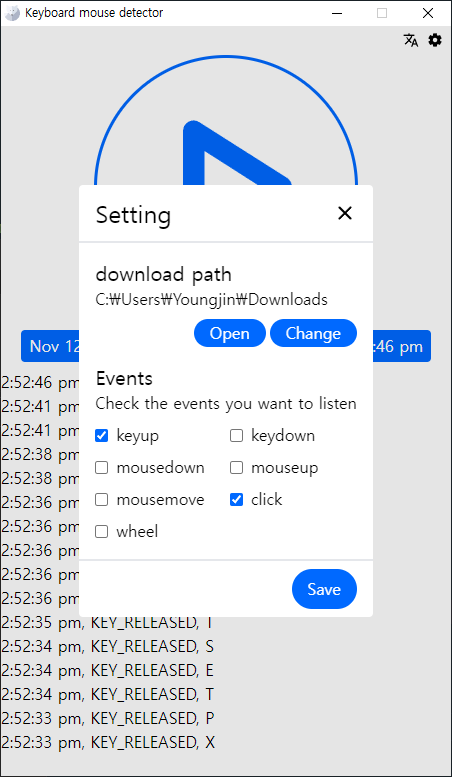 Keyboard mouse detector
Setting
download path
C:₩Users₩Youngjin₩Downloads
Open Change
Nov 12
:46 pm
Events
Check the events you want to listen
keyup keydown
mousedown mouseup
mousemove click
wheel
Save
2:52:46 pm
2:52:41 pm
2:52:41 pm
2:52:38 pm
2:52:38 pm
2:52:36 pm
2:52:36 pm
2:52:36 pm
2:52:36 pm
2:52:36 pm
2:52:35 pm, KEY_RELEASED, T
2:52:34 pm, KEY_RELEASED, S
2:52:34 pm, KEY_RELEASED, E
2:52:34 pm, KEY_RELEASED, T
2:52:33 pm, KEY_RELEASED, P
2:52:33 pm, KEY_RELEASED, X